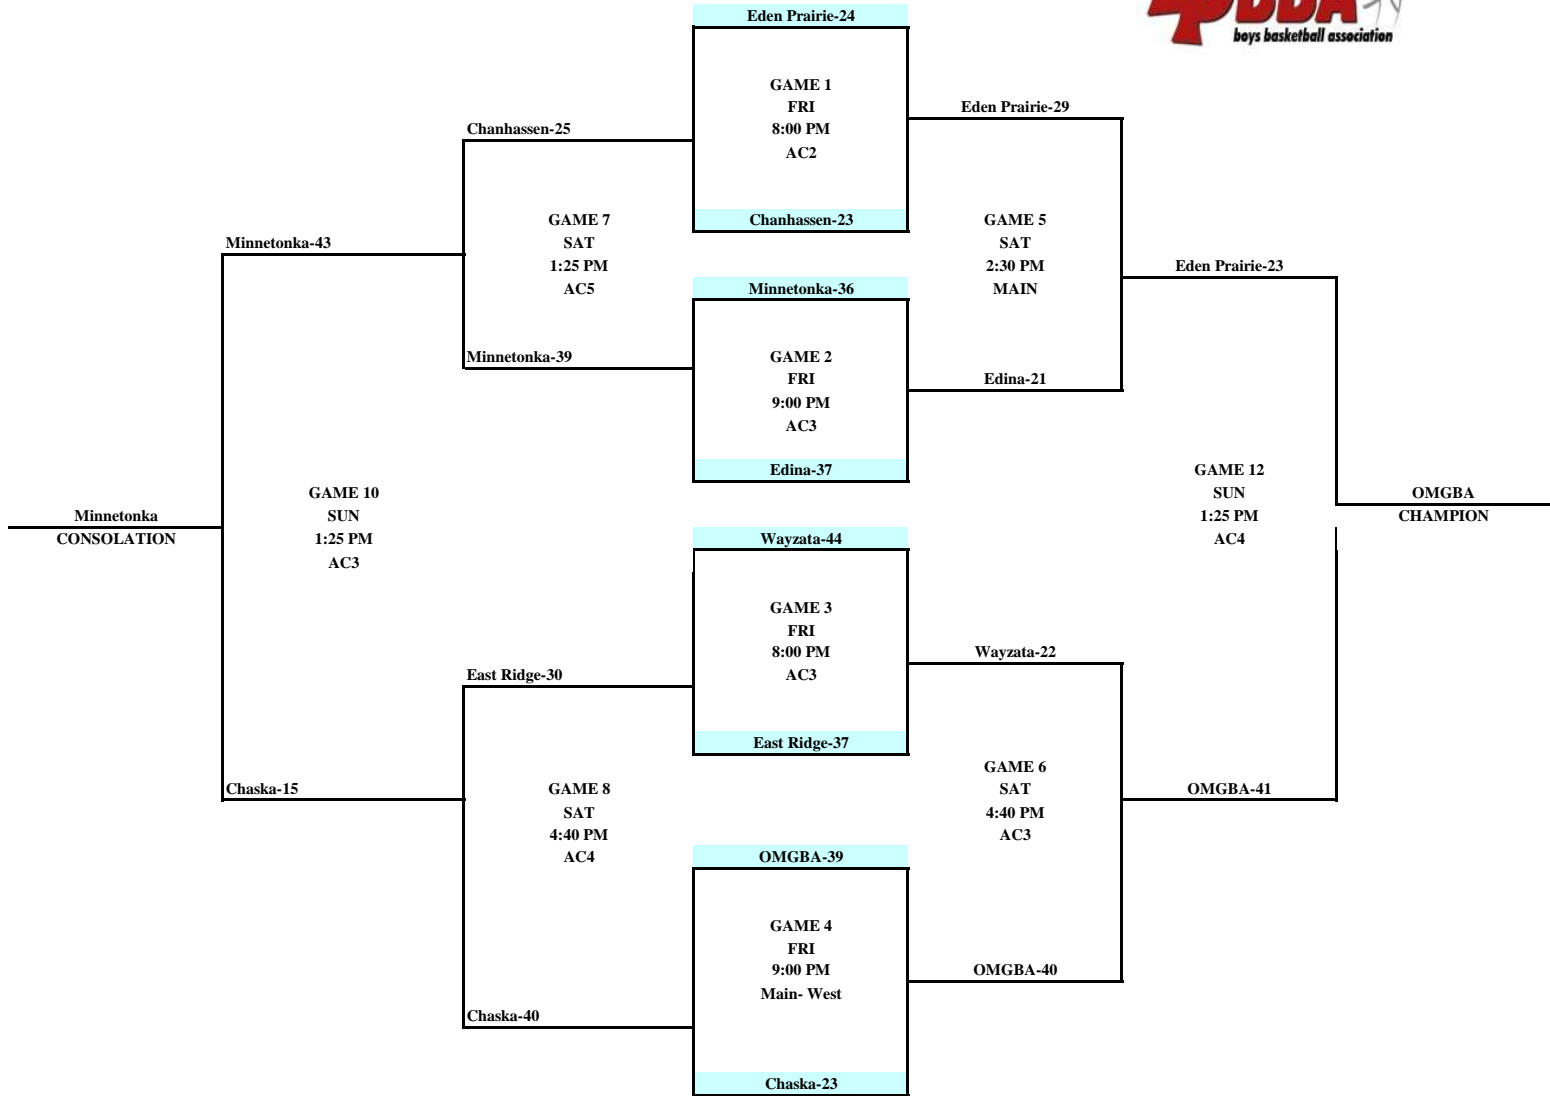 Eden Prairie-24
BBA
boys basketball association
GAME 1
FRI
8:00 PM
AC2
Eden Prairie-29
Chanhassen-25
GAME 7
SAT
1:25 PM
AC5
Chanhassen-23
GAME 5
SAT
2:30 PM
MAIN
Minnetonka-43
Eden Prairie-23
Minnetonka-36
Minnetonka-39
GAME 2
FRI
9:00 PM
AC3
Edina-21
Edina-37
GAME 10
SUN
1:25 PM
AC3
GAME 12
SUN
1:25 PM
AC4
OMGBA
CHAMPION
Minnetonka
CONSOLATION
Wayzata-44
GAME 3
FRI
8:00 PM
AC3
Wayzata-22
East Ridge-30
East Ridge-37
GAME 6
SAT
4:40 PM
AC3
Chaska-15
GAME 8
SAT
4:40 PM
AC4
OMGBA-41
OMGBA-39
GAME 4
FRI
9:00 PM
Main- West
OMGBA-40
Chaska-40
Chaska-23